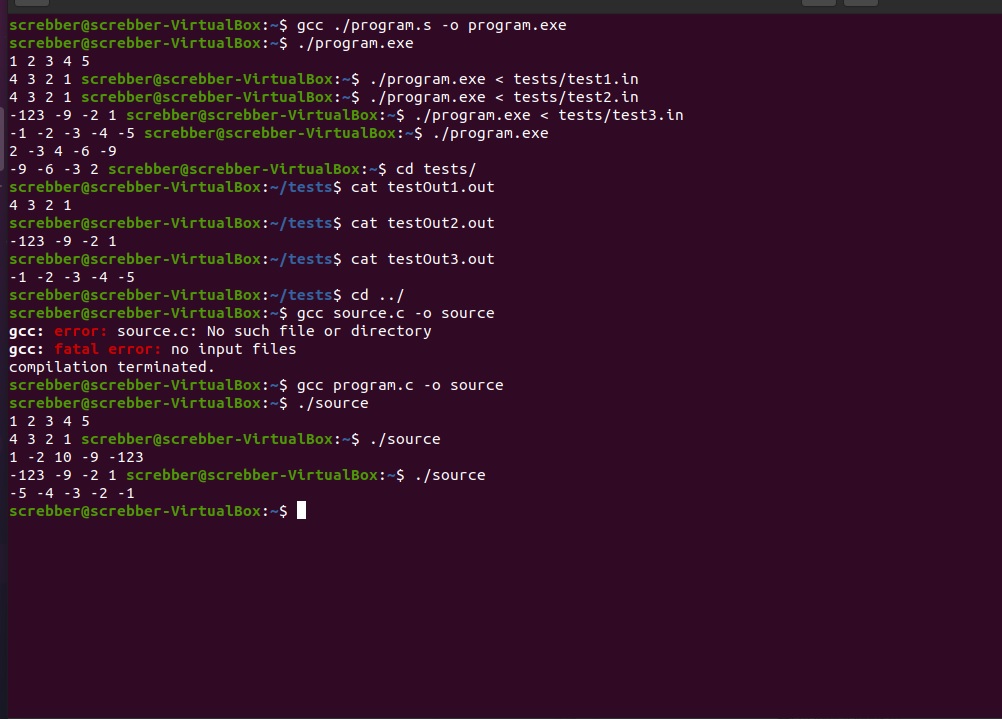 screbber@screbber-VirtualBox:~$ gcc ./program.s -o program.exe
screbber@screbber-VirtualBox:~$ ./program.exe
1 2 3 4 5
4 3 2 1 screbber@screbber-VirtualBox:~$ ./program.exe < tests/test1.in
4 3 2 1 screbber@screbber-VirtualBox:~$ ./program.exe < tests/test2.in
-123 -9 -2 1 screbber@screbber-VirtualBox:~$ ./program.exe < tests/test3.in
-1 -2 -3 -4 -5 screbber@screbber-VirtualBox:~$ ./program.exe
2 -3 4 -6 -9
-9 -6 -3 2 screbber@screbber-VirtualBox:~$ cd tests/
screbber@screbber-VirtualBox:~/tests$ cat testOut1.out
4 3 2 1
screbber@screbber-VirtualBox:~/tests$ cat testOut2.out
-123 -9 -2 1
screbber@screbber-VirtualBox:~/tests$ cat testOut3.out
-1 -2 -3 -4 -5
screbber@screbber-VirtualBox:~/tests$ cd ../
screbber@screbber-VirtualBox:~$ gcc source.c -o source
gcc: error: source.c: No such file or directory
gcc: fatal error: no input files
compilation terminated.
screbber@screbber-VirtualBox:~$ gcc program.c -o source
screbber@screbber-VirtualBox:~$ ./source
1 2 3 4 5
4 3 2 1 screbber@screbber-VirtualBox:~$ ./source
1 -2 10 -9 -123
-123 -9 -2 1 screbber@screbber-VirtualBox:~$ ./source
-5 -4 -3 -2 -1
screbber@screbber-VirtualBox:~$